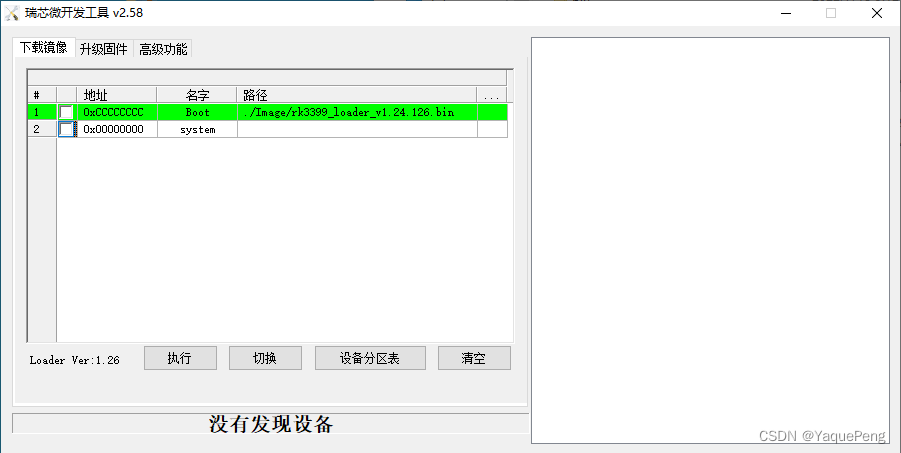 瑞芯微开发工具 v2.58
下载镜像 升级固件 高级功能
# 地址 名字 路径 ...
1 0xCCCCCCCC Boot ./Image/rk3399_loader_v1.24.126.bin
2 0x00000000 system
Loader Ver:1.26 执行 切换 设备分区表 清空
没有发现设备
CSDN @YaquePeng